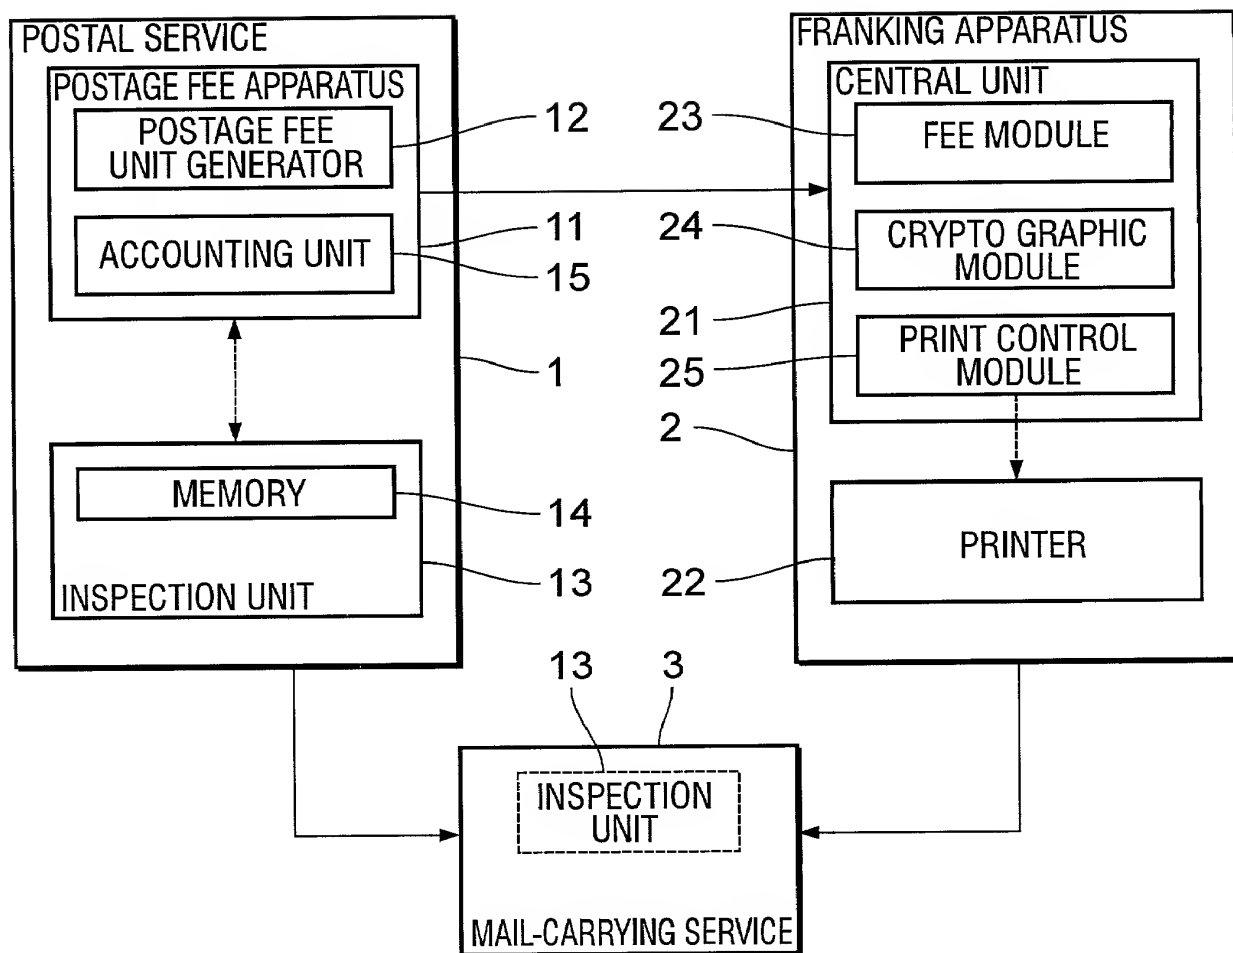 POSTAL SERVICE
POSTAGE FEE APPARATUS
POSTAGE FEE
UNIT GENERATOR
12
ACCOUNTING UNIT
11
15
1
MEMORY
14
INSPECTION UNIT
13
FRANKING APPARATUS
CENTRAL UNIT
23
FEE MODULE
24
CRYPTO GRAPHIC
MODULE
21
PRINT CONTROL
MODULE
25
2
PRINTER
22
13
3
INSPECTION
UNIT
MAIL-CARRYING SERVICE